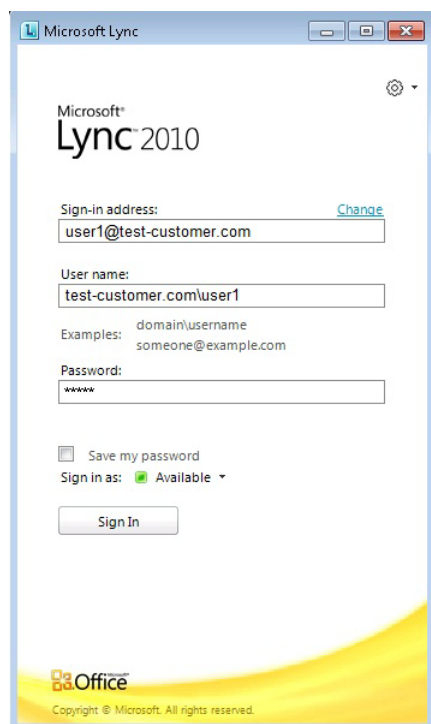 Microsoft Lync
Microsoft®
Lync™ 2010
Sign-in address:
Change
user1@test-customer.com
User name:
test-customer.com\user1
Examples:
domain\username
someone@example.com
Password:
*****
Save my password
Sign in as:
Available
Sign In
Office
Copyright © Microsoft. All rights reserved.